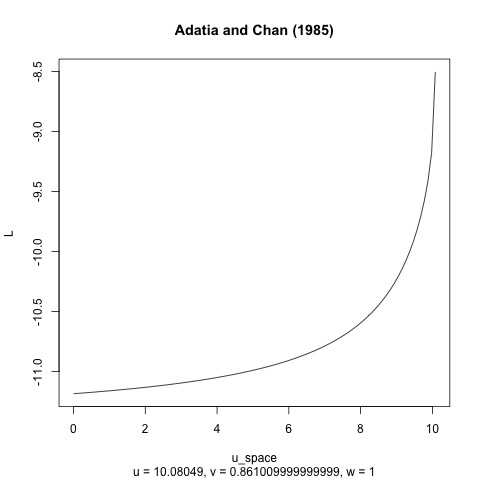 Adatia and Chan (1985)
L
-8.5
-9.0
-9.5
-10.0
-10.5
-11.0
0 2 4 6 8 10
u_space
u = 10.08049, v = 0.861009999999999, w = 1